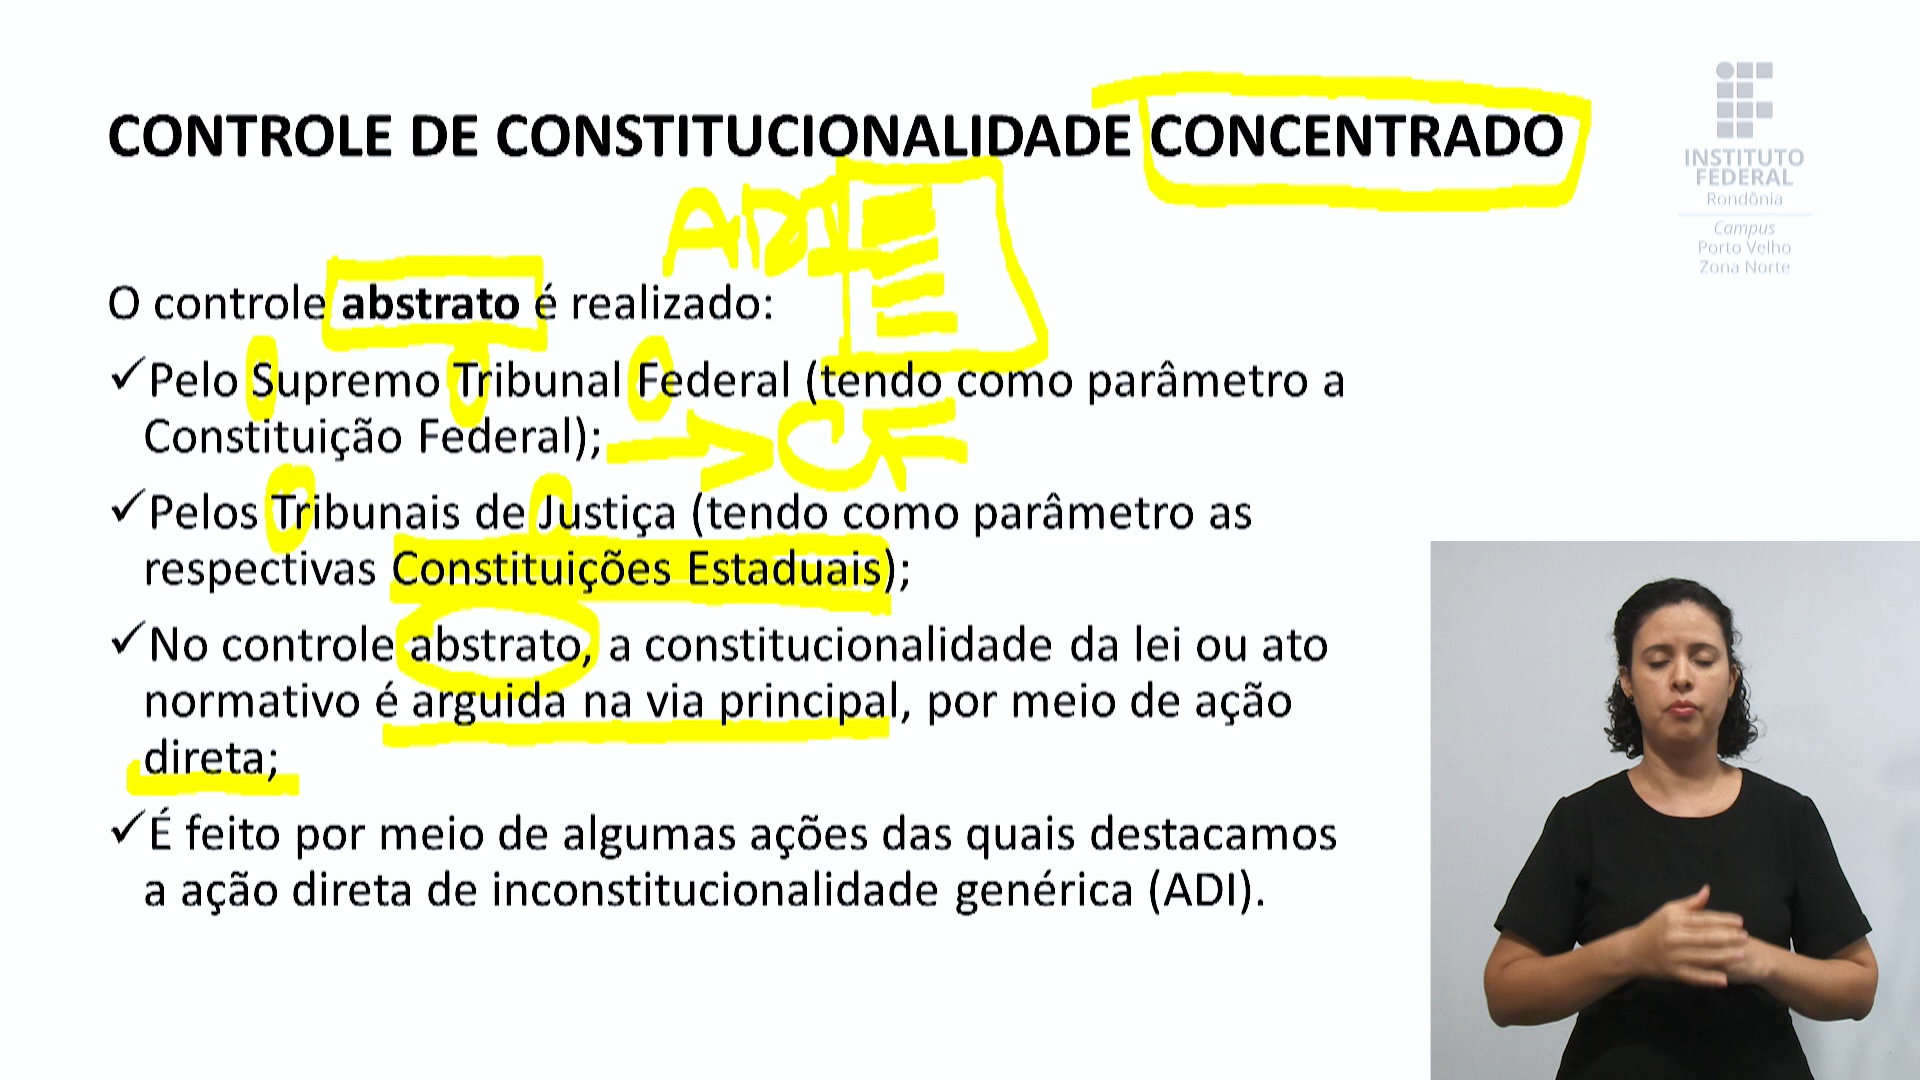 CONTROLE DE CONSTITUCIONALIDADE CONCENTRADO
INSTITUTO
FEDERAL
Rondônia
Campus
Porto Velho
Zona Norte
ADI
O controle abstrato é realizado:
✓Pelo Supremo Tribunal Federal (tendo como parâmetro a
Constituição Federal);
→ CF
✓Pelos Tribunais de Justiça (tendo como parâmetro as
respectivas Constituições Estaduais);
✓No controle abstrato, a constitucionalidade da lei ou ato
normativo é arguida na via principal, por meio de ação
direta;
✓É feito por meio de algumas ações das quais destacamos
a ação direta de inconstitucionalidade genérica (ADI).